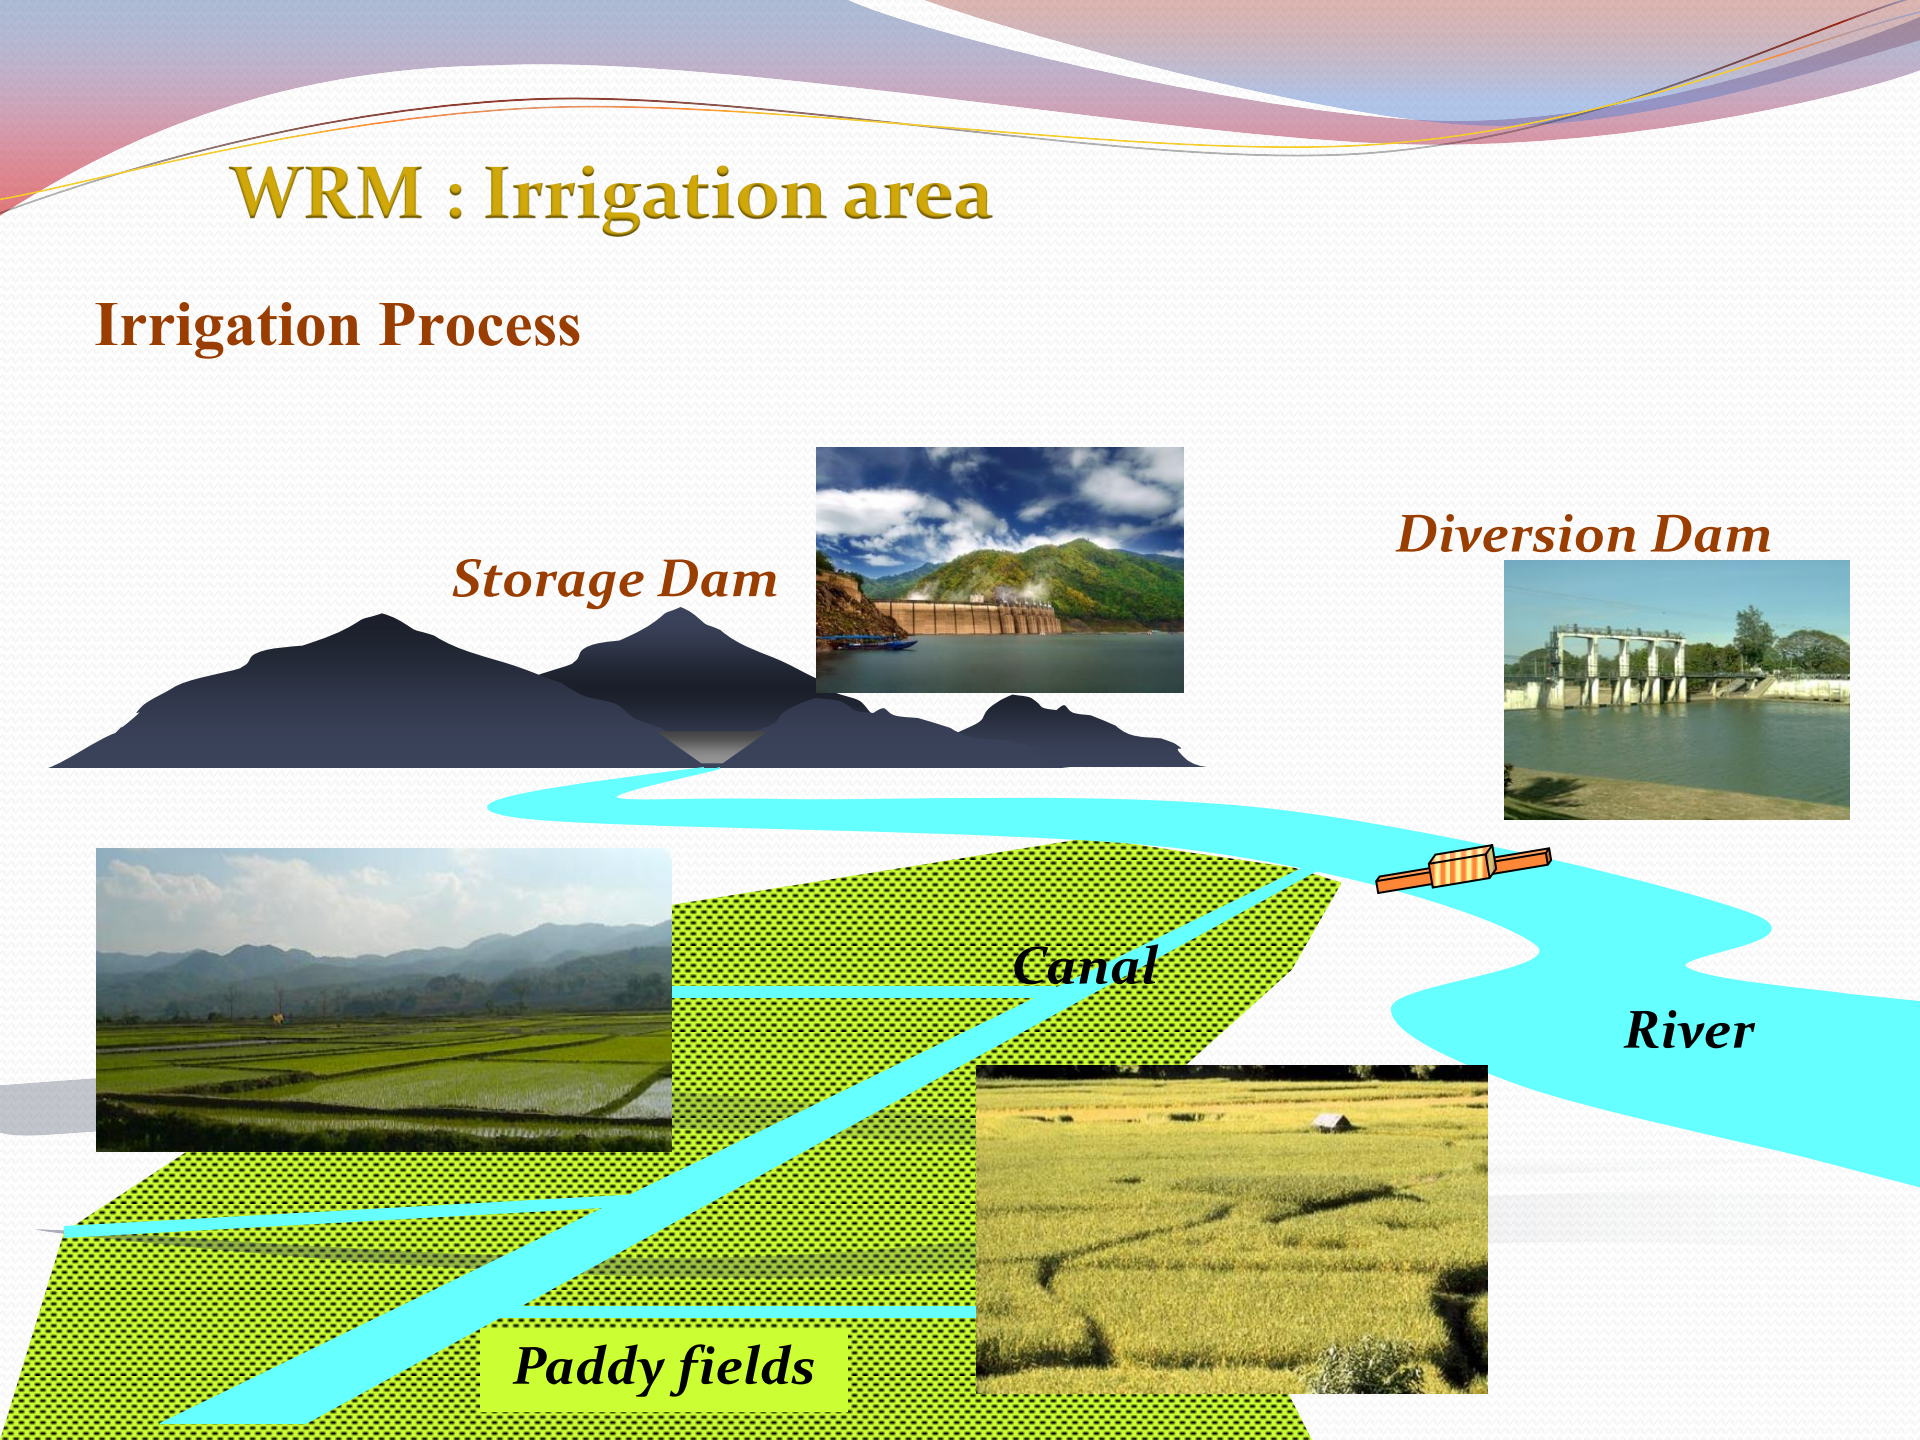 WRM : Irrigation area
Irrigation Process
Storage Dam
Diversion Dam
Canal
River
Paddy fields